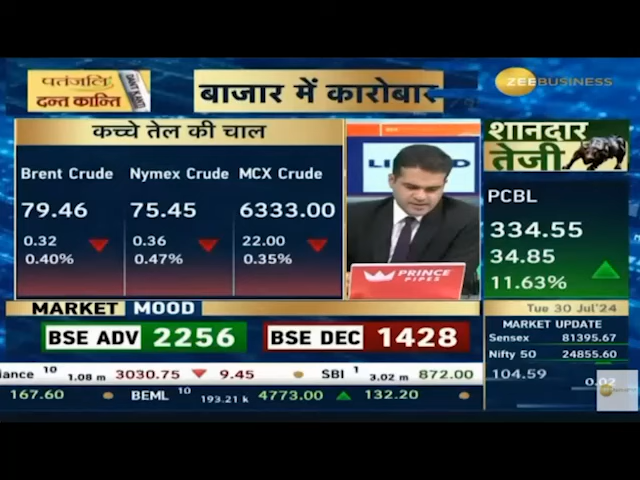 पतंजलि
दन्त कान्ति
बाजार में कारोबार
ZEE BUSINESS
कच्चे तेल की चाल
Brent Crude Nymex Crude MCX Crude
79.46 75.45 6333.00
0.32 0.36 22.00
0.40% 0.47% 0.35%
PRINCE
PIPES
शानदार
तेजी
PCBL
334.55
34.85
11.63%
MARKET MOOD
BSE ADV 2256 BSE DEC 1428
Tue 30 Jul'24
MARKET UPDATE
Sensex 81395.67
Nifty 50 24855.60
104.59 0.02
iance 10 1.08 m 3030.75 9.45 SBI 1 3.02 m 872.00
167.60 BEML 10 193.21 k 4773.00 132.20